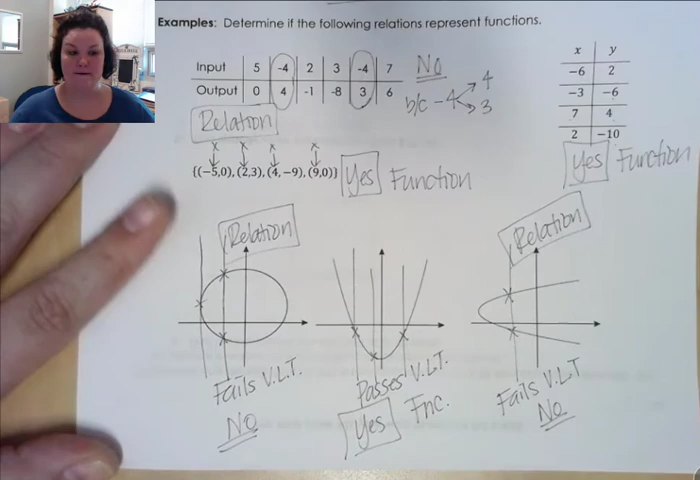 Examples: Determine if the following relations represent functions.
Input 5 -4 2 3 -4 7
Output 0 4 -1 -8 3 6
No
b/c -4 4
3
Relation
x y
-6 2
-3 -6
7 4
2 -10
Yes Function
x x x x
{(-5,0), (2,3), (4,-9), (9,0)} Yes Function
Relation
Fails V.L.T.
No
Passes V.L.T.
Yes Fnc.
Relation
Fails V.L.T
No